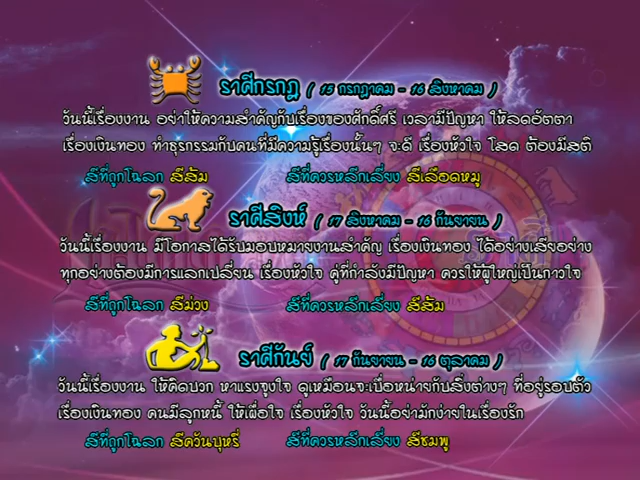 ราศีกรกฎ ( 15 กรกฎาคม - 16 สิงหาคม )
วันนี้เรื่องงาน อย่าให้ความสำคัญกับเรื่องของศักดิ์ศรี เวลามีปัญหา ให้ลดอัตตา
เรื่องเงินทอง ทำธุรกรรมกับคนที่มีความรู้เรื่องนั้นๆ จะดี เรื่องหัวใจ โสด ต้องมีสติ
สีที่ถูกโฉลก สีส้ม สีที่ควรหลีกเลี่ยง สีเลือดหมู
ราศีสิงห์ ( 17 สิงหาคม - 16 กันยายน )
วันนี้เรื่องงาน มีโอกาสได้รับมอบหมายงานสำคัญ เรื่องเงินทอง ได้อย่างเสียอย่าง
ทุกอย่างต้องมีการแลกเปลี่ยน เรื่องหัวใจ คู่ที่กำลังมีปัญหา ควรให้ผู้ใหญ่เป็นกาวใจ
สีที่ถูกโฉลก สีม่วง สีที่ควรหลีกเลี่ยง สีส้ม
ราศีกันย์ ( 17 กันยายน - 16 ตุลาคม )
วันนี้เรื่องงาน ให้คิดบวก หาแรงจูงใจ ดูเหมือนจะเบื่อหน่ายกับสิ่งต่างๆ ที่อยู่รอบตัว
เรื่องเงินทอง คนมีลูกหนี้ ให้เผื่อใจ เรื่องหัวใจ วันนี้อย่ามักง่ายในเรื่องรัก
สีที่ถูกโฉลก สีควันบุหรี่ สีที่ควรหลีกเลี่ยง สีชมพู